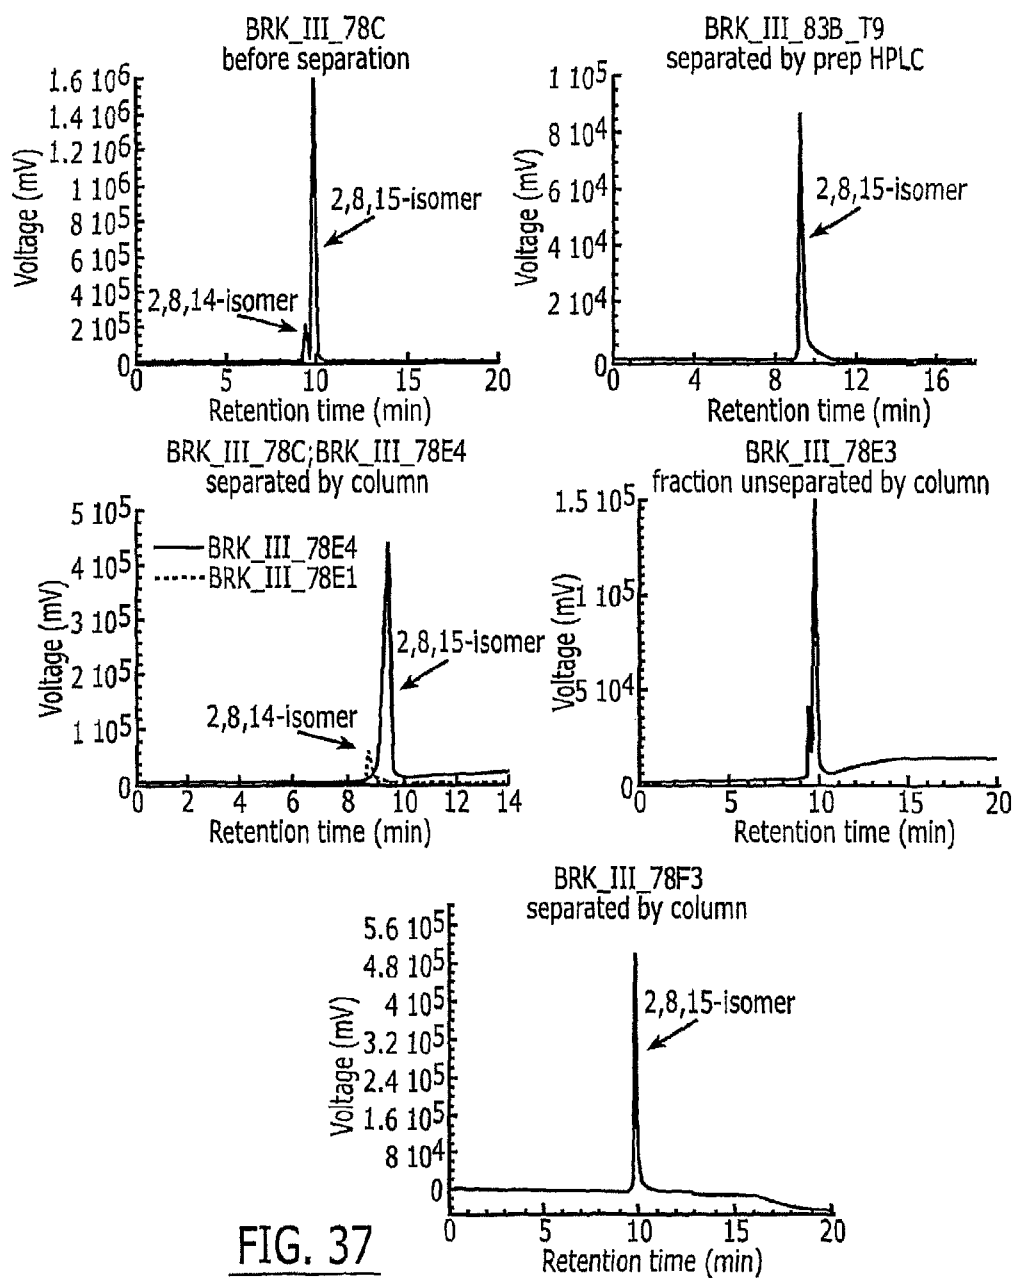 BRK_III_78C
before separation
1.6 10⁶
1.4 10⁶
1.2 10⁶
1 10⁶
8 10⁵
6 10⁵
4 10⁵
2 10⁵
0
Voltage (mV)
2,8,15-isomer
2,8,14-isomer
0 5 10 15 20
Retention time (min)
BRK_III_83B_T9
separated by prep HPLC
1 10⁵
8 10⁴
6 10⁴
4 10⁴
2 10⁴
0
Voltage (mV)
2,8,15-isomer
0 4 8 12 16
Retention time (min)
BRK_III_78C;BRK_III_78E4
separated by column
5 10⁵
4 10⁵
3 10⁵
2 10⁵
1 10⁵
0
Voltage (mV)
BRK_III_78E4
BRK_III_78E1
2,8,15-isomer
2,8,14-isomer
0 2 4 6 8 10 12 14
Retention time (min)
BRK_III_78E3
fraction unseparated by column
1.5 10⁵
1 10⁵
5 10⁴
0
Voltage (mV)
0 5 10 15 20
Retention time (min)
BRK_III_78F3
separated by column
5.6 10⁵
4.8 10⁵
4 10⁵
3.2 10⁵
2.4 10⁵
1.6 10⁵
8 10⁴
0
Voltage (mV)
2,8,15-isomer
0 5 10 15 20
Retention time (min)
FIG. 37